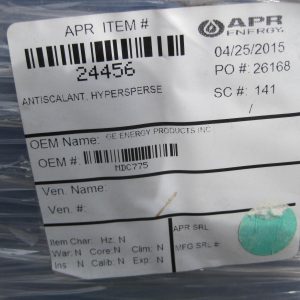 APR ITEM #
APR
ENERGY
24456
04/25/2015
PO #: 26168
ANTISCALANT, HYPERSPERSE
SC #: 141
/
OEM Name: GE ENERGY PRODUCTS INC
OEM #:
MDC775
Ven. Name:
Ven. #:
Item Char: Hz: N
War: N Core: N Clim: N
Ins : N Calib: N Exp: N
APR SRL
MFG SRL #: